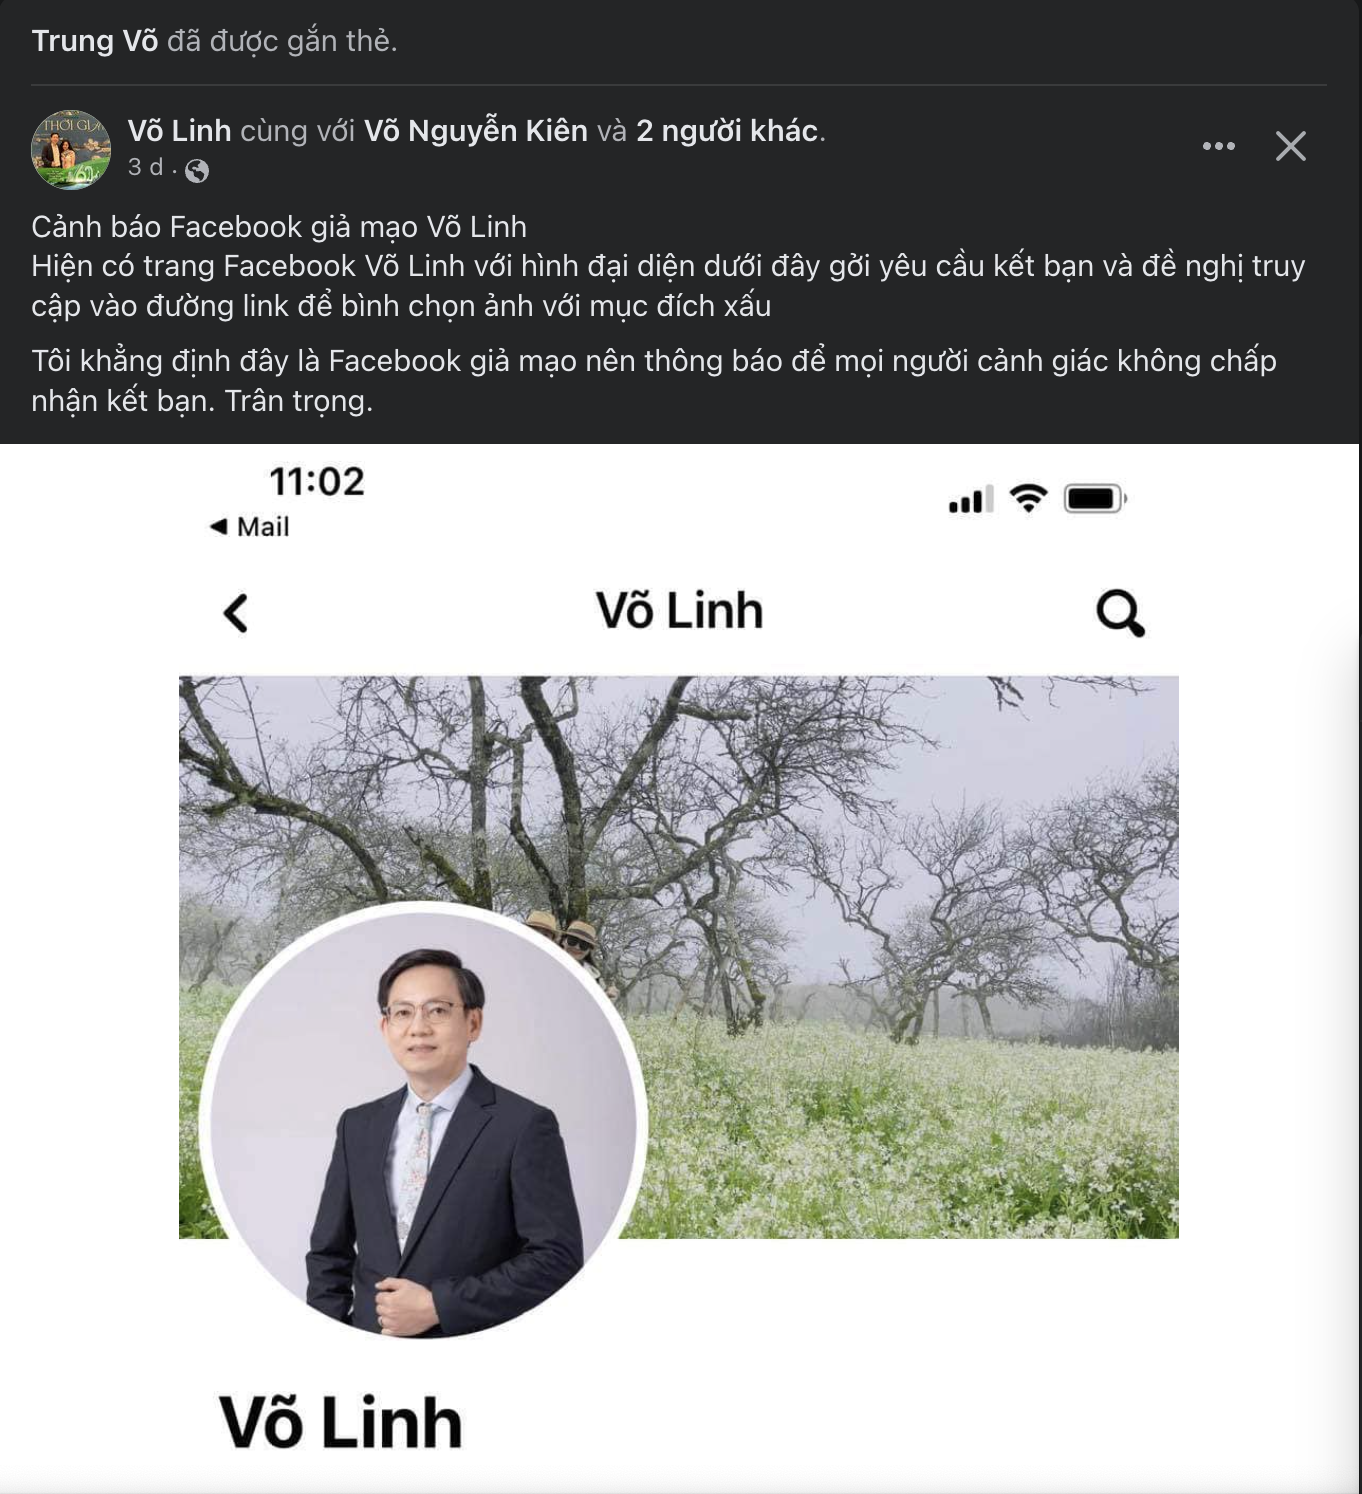 Trung Võ đã được gắn thẻ.
Võ Linh cùng với Võ Nguyễn Kiên và 2 người khác.
3 d ·
THỜI GIA
Cảnh báo Facebook giả mạo Võ Linh
Hiện có trang Facebook Võ Linh với hình đại diện dưới đây gởi yêu cầu kết bạn và đề nghị truy
cập vào đường link để bình chọn ảnh với mục đích xấu
Tôi khẳng định đây là Facebook giả mạo nên thông báo để mọi người cảnh giác không chấp
nhận kết bạn. Trân trọng.
11:02
◀ Mail
Võ Linh
Võ Linh